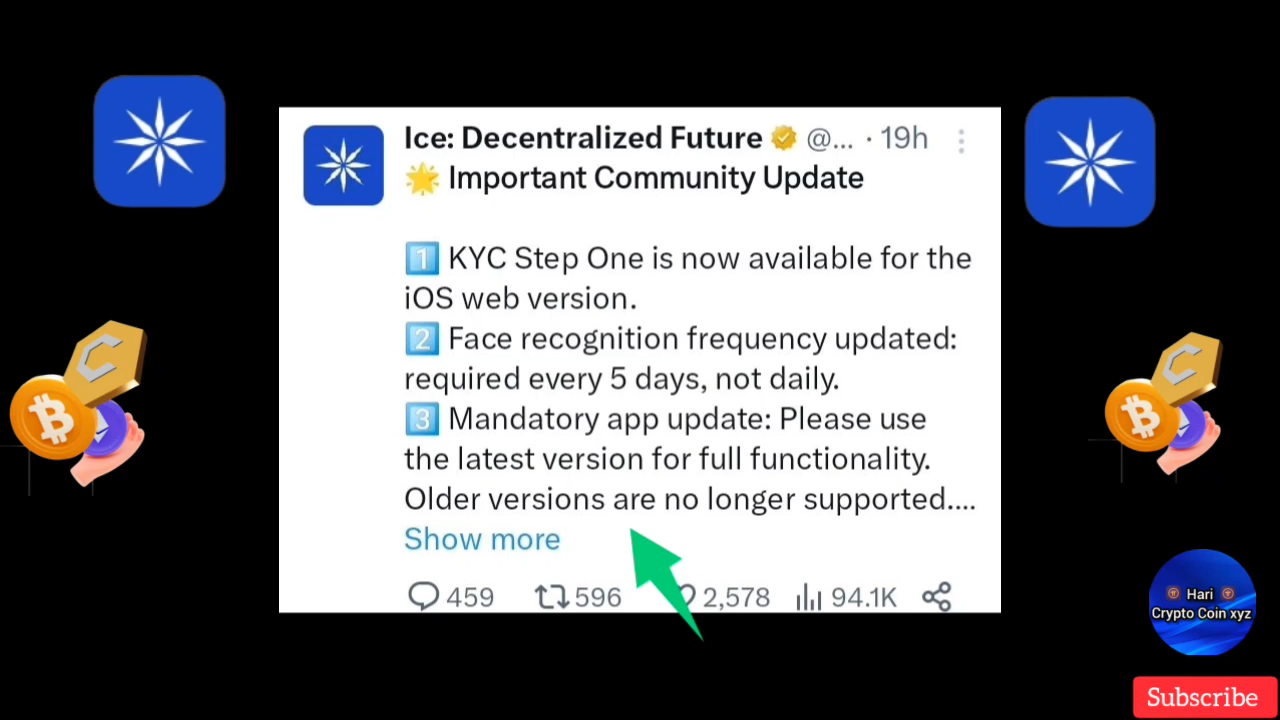 Ice: Decentralized Future @... · 19h
🌟 Important Community Update
1 KYC Step One is now available for the
iOS web version.
2 Face recognition frequency updated:
required every 5 days, not daily.
3 Mandatory app update: Please use
the latest version for full functionality.
Older versions are no longer supported....
Show more
459 596 2,578 94.1K
Hari
Crypto Coin xyz
Subscribe